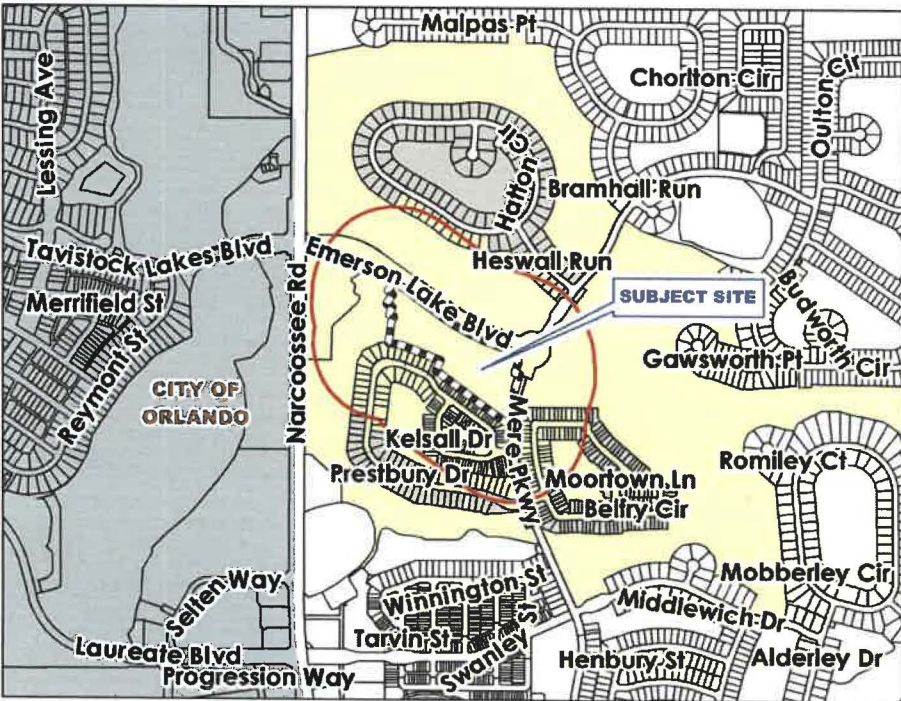 Malpas Pt
Chorlton Cir
Oulton Cir
Lessing Ave
Hatton Cir
Bramhall Run
Tavistock Lakes Blvd
Heswall Run
Emerson Lake Blvd
SUBJECT SITE
Merrifield St
Narcoossee Rd
Budworth Cir
Reymont St
Gawsworth Pt
CITY OF
ORLANDO
Mere Pkwy
Kelsall Dr
Prestbury Dr
Moortown Ln
Romiley Ct
Belfry Cir
Selten Way
Winnington St
Mobberley Cir
Middlewich Dr
Tarvin St
Swanley St
Laureate Blvd
Henbury St
Alderley Dr
Progression Way